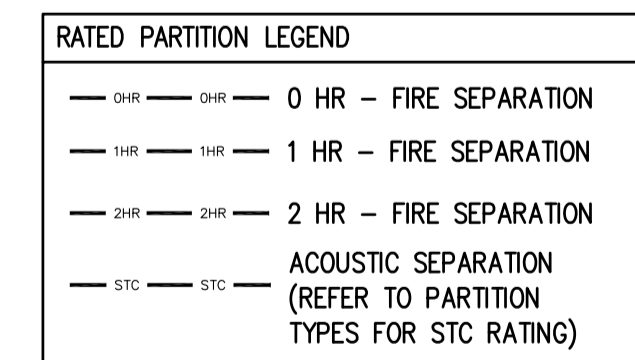 RATED PARTITION LEGEND
0HR 0HR 0 HR – FIRE SEPARATION
1HR 1HR 1 HR – FIRE SEPARATION
2HR 2HR 2 HR – FIRE SEPARATION
STC STC ACOUSTIC SEPARATION
(REFER TO PARTITION
TYPES FOR STC RATING)